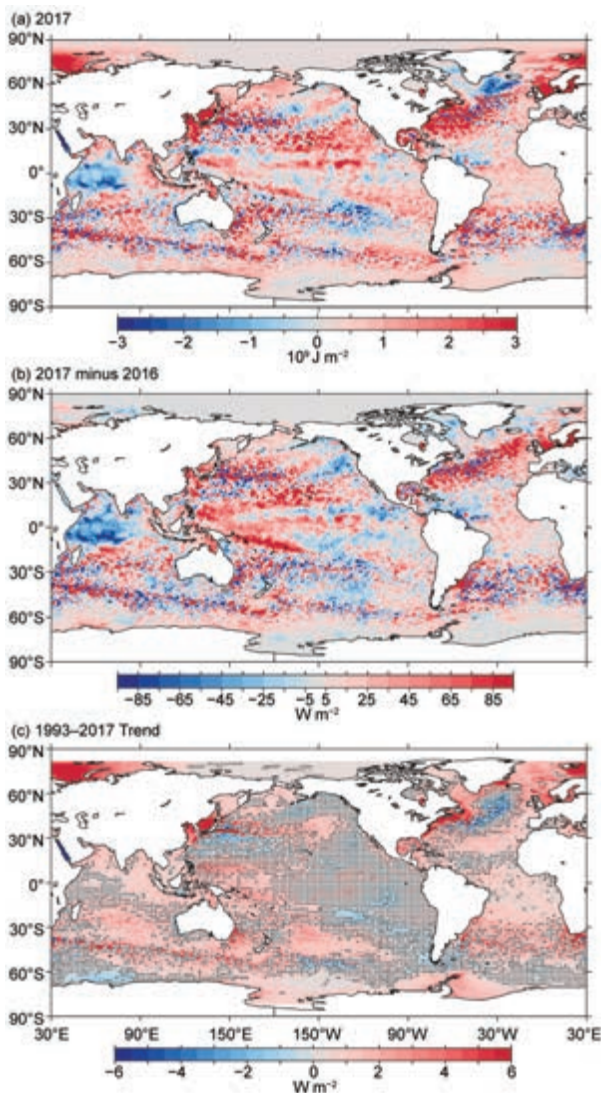 (a) 2017
90°N
60°N
30°N
0°
30°S
60°S
90°S
−3 −2 −1 0 1 2 3
10⁹ J m⁻²
(b) 2017 minus 2016
90°N
60°N
30°N
0°
30°S
60°S
90°S
−85 −65 −45 −25 −5 5 25 45 65 85
W m⁻²
(c) 1993–2017 Trend
90°N
60°N
30°N
0°
30°S
60°S
90°S
30°E 90°E 150°E 150°W 90°W 30°W 30°E
−6 −4 −2 0 2 4 6
W m⁻²